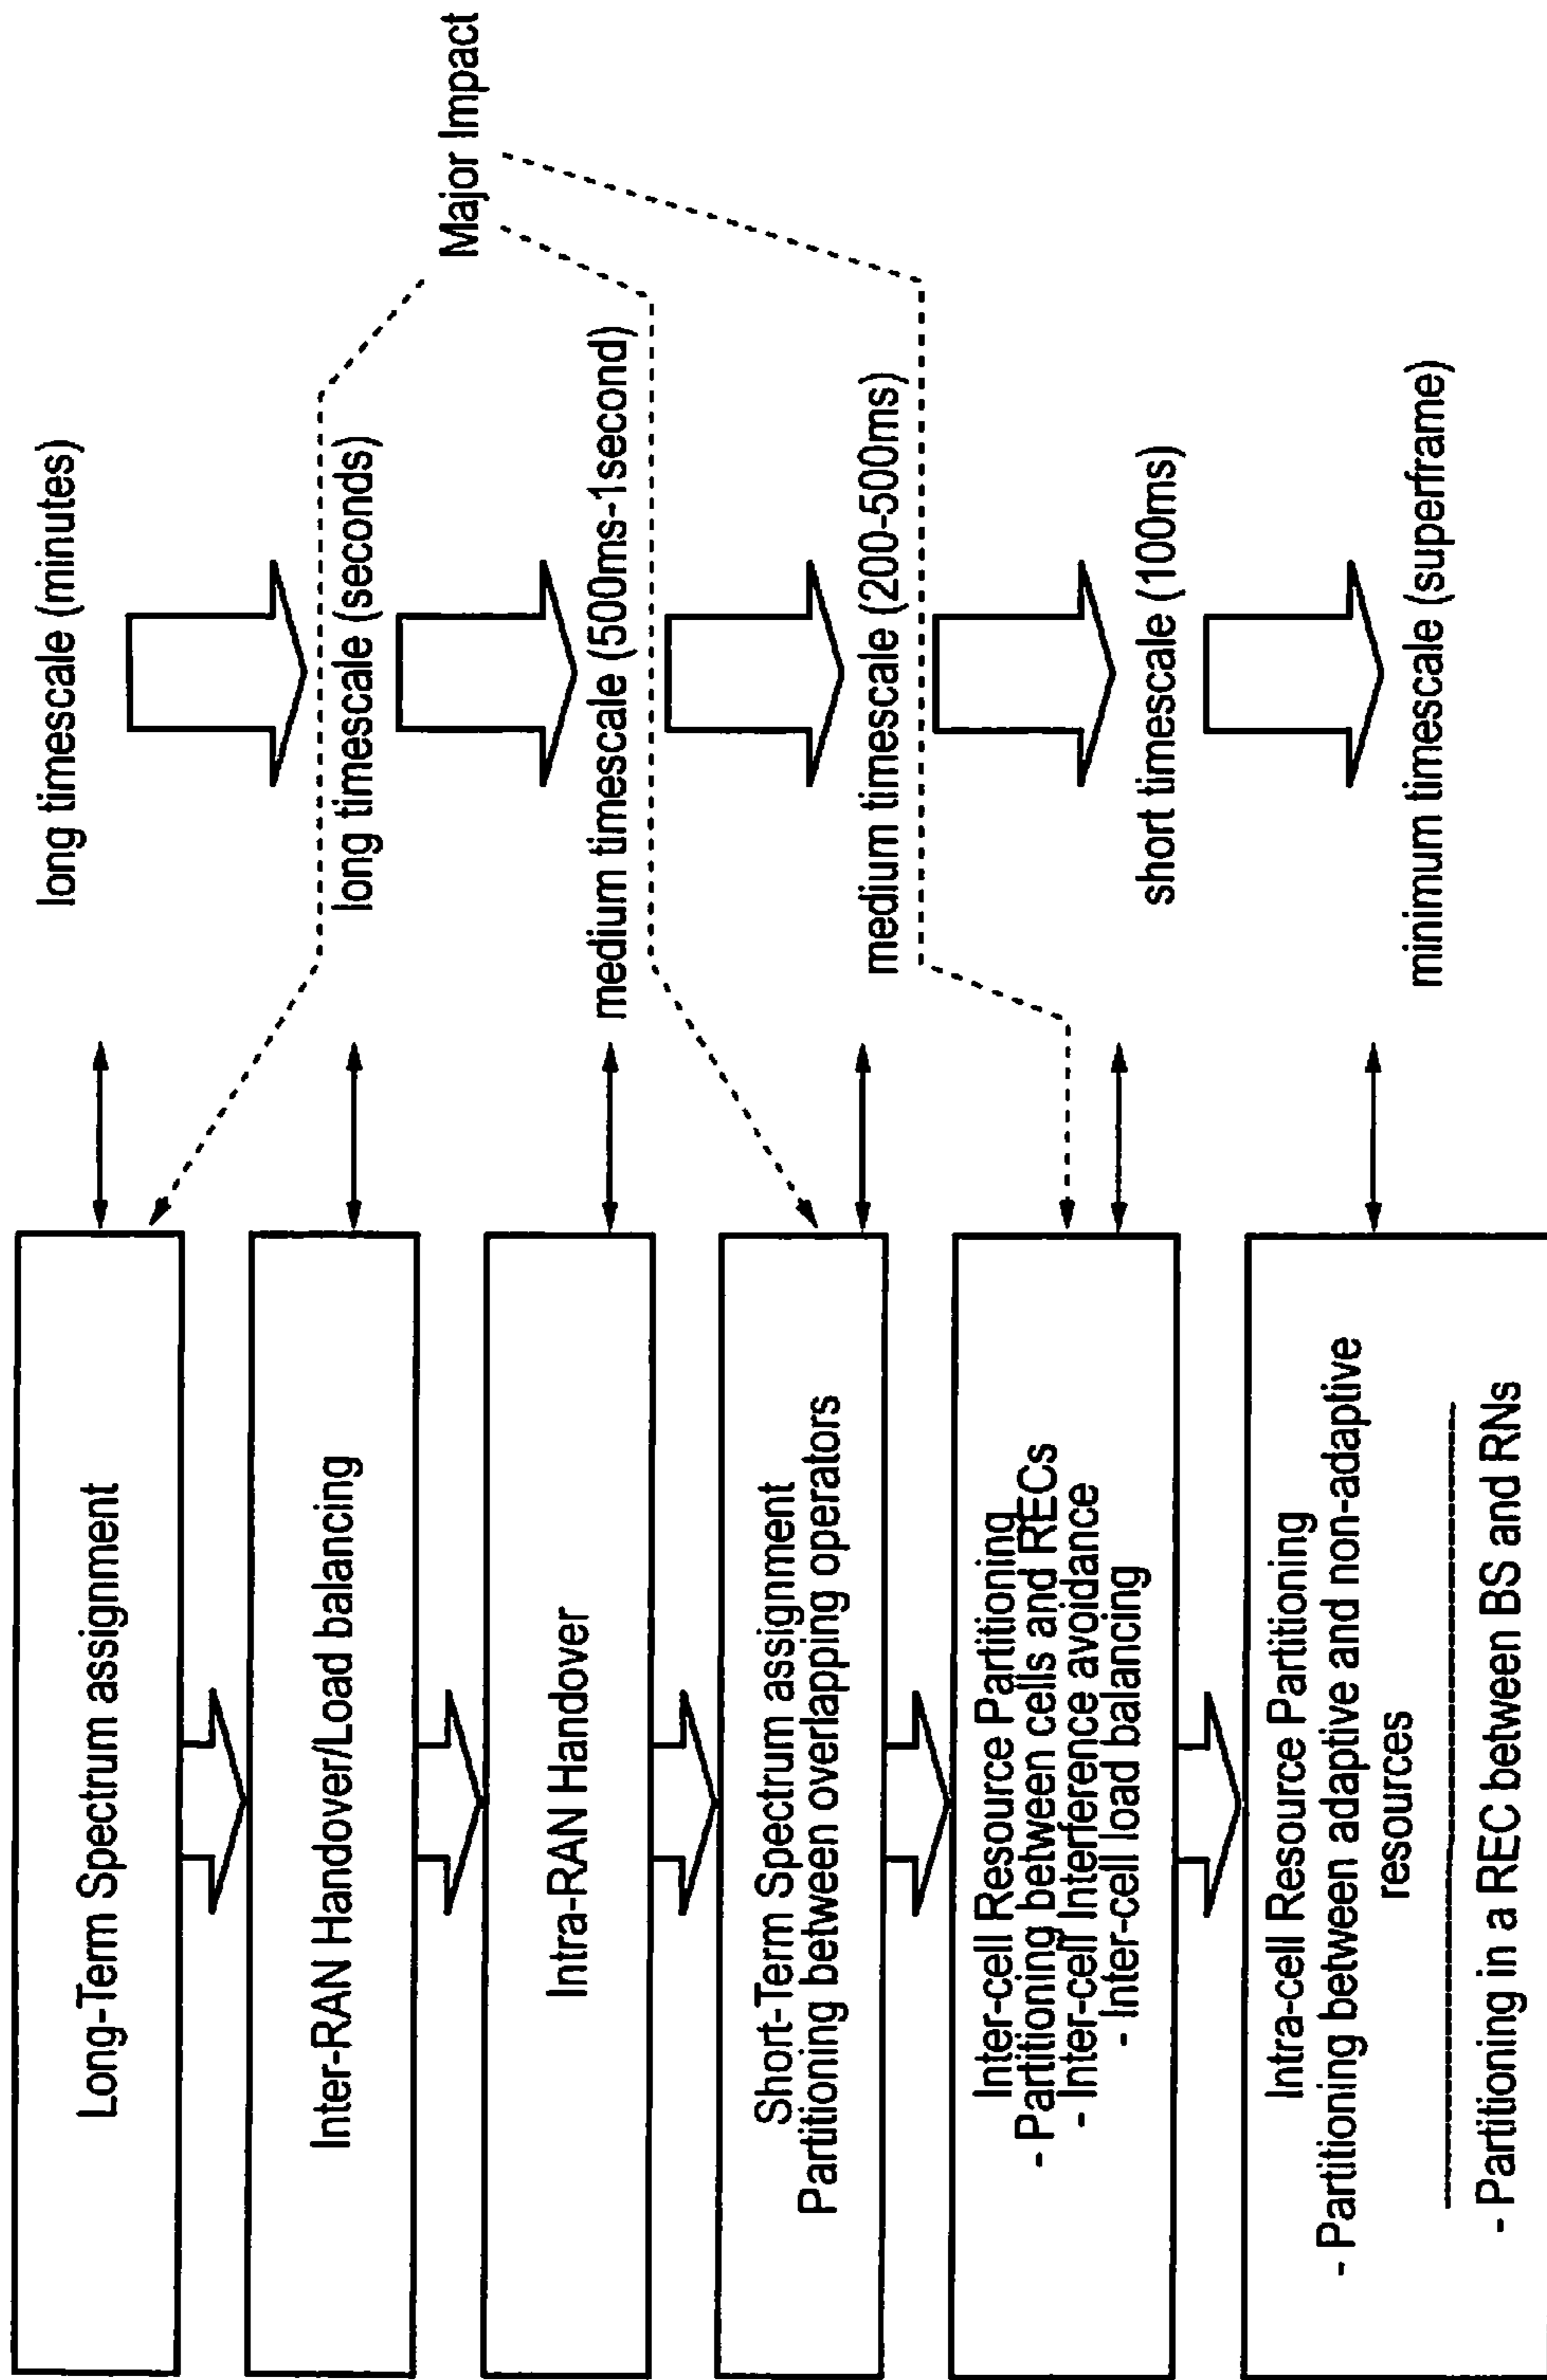 Long-Term Spectrum assignment
long timescale (minutes)
Major Impact
Inter-RAN Handover/Load balancing
long timescale (seconds)
Intra-RAN Handover
medium timescale (500ms-1second)
Short-Term Spectrum assignment
Partitioning between overlapping operators
medium timescale (200-500ms)
Inter-cell Resource Partitioning
- Partitioning between cells and RECs
- Inter-cell Interference avoidance
- Inter-cell load balancing
short timescale (100ms)
Intra-cell Resource Partitioning
- Partitioning between adaptive and non-adaptive
resources
- Partitioning in a REC between BS and RNs
minimum timescale (superframe)